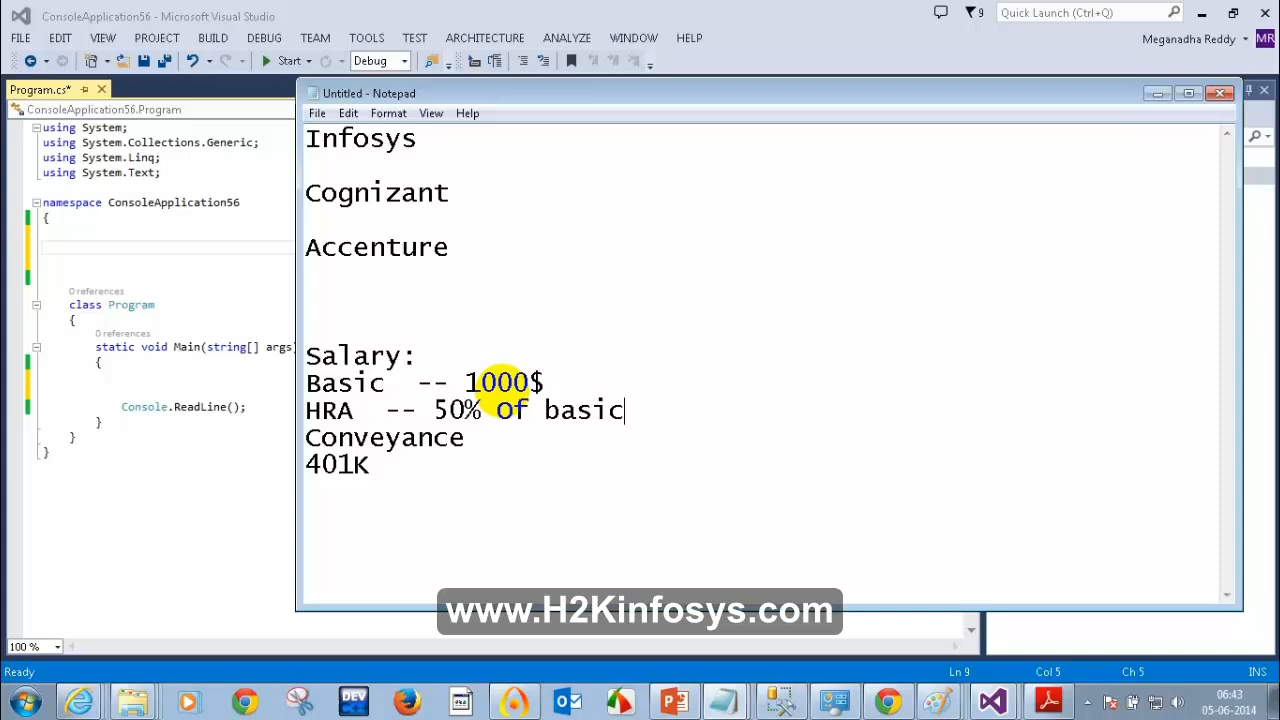 ConsoleApplication56 - Microsoft Visual Studio
9
Quick Launch (Ctrl+Q)
FILE EDIT VIEW PROJECT BUILD DEBUG TEAM TOOLS TEST ARCHITECTURE ANALYZE WINDOW HELP
Meganadha Reddy MR
Start Debug
Program.cs*
ConsoleApplication56.Program
using System;
using System.Collections.Generic;
using System.Linq;
using System.Text;
namespace ConsoleApplication56
{
0 references
class Program
{
0 references
static void Main(string[] args)
{
Console.ReadLine();
}
}
}
Untitled - Notepad
File Edit Format View Help
Infosys
Cognizant
Accenture
Salary:
Basic -- 1000$
HRA -- 50% of basic
Conveyance
401K
www.H2Kinfosys.com
100 %
Ready
Ln 9 Col 5 Ch 5 INS
DEV
06:43
05-06-2014